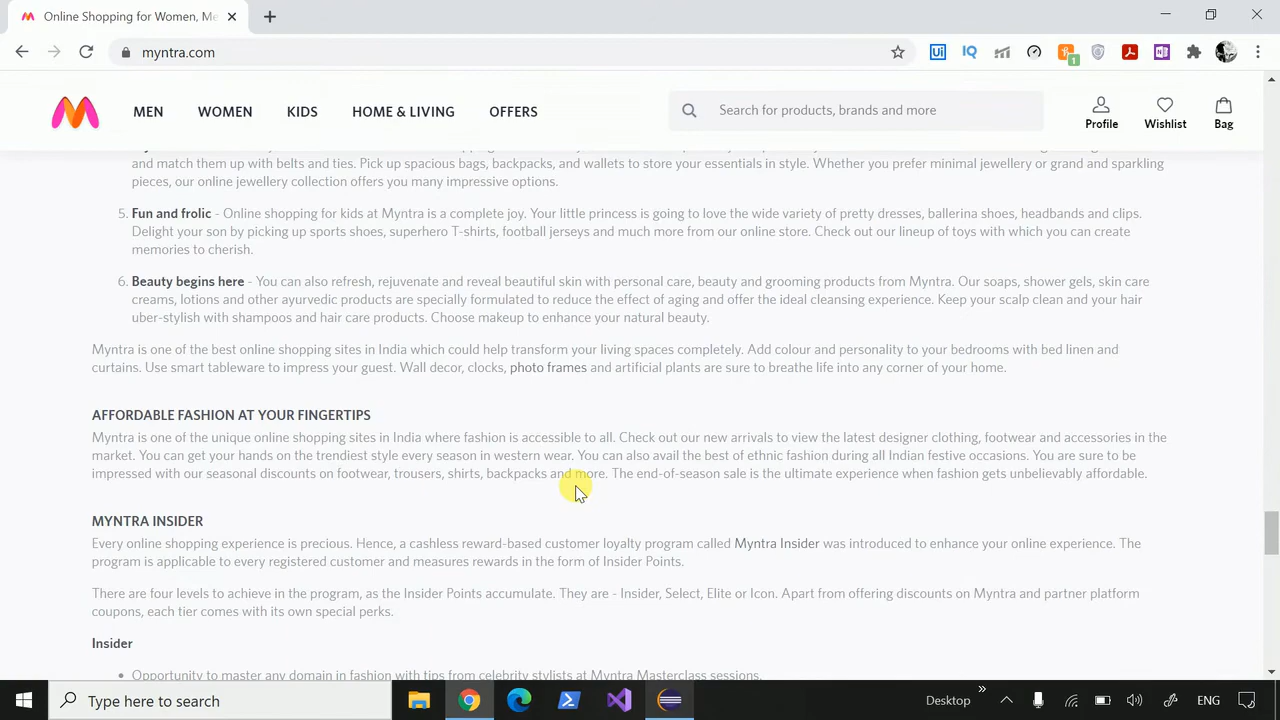 Online Shopping for Women, Me
myntra.com
MEN WOMEN KIDS HOME & LIVING OFFERS
Search for products, brands and more
Profile Wishlist Bag
and match them up with belts and ties. Pick up spacious bags, backpacks, and wallets to store your essentials in style. Whether you prefer minimal jewellery or grand and sparkling
pieces, our online jewellery collection offers you many impressive options.
5. Fun and frolic - Online shopping for kids at Myntra is a complete joy. Your little princess is going to love the wide variety of pretty dresses, ballerina shoes, headbands and clips.
Delight your son by picking up sports shoes, superhero T-shirts, football jerseys and much more from our online store. Check out our lineup of toys with which you can create
memories to cherish.
6. Beauty begins here - You can also refresh, rejuvenate and reveal beautiful skin with personal care, beauty and grooming products from Myntra. Our soaps, shower gels, skin care
creams, lotions and other ayurvedic products are specially formulated to reduce the effect of aging and offer the ideal cleansing experience. Keep your scalp clean and your hair
uber-stylish with shampoos and hair care products. Choose makeup to enhance your natural beauty.
Myntra is one of the best online shopping sites in India which could help transform your living spaces completely. Add colour and personality to your bedrooms with bed linen and
curtains. Use smart tableware to impress your guest. Wall decor, clocks, photo frames and artificial plants are sure to breathe life into any corner of your home.
AFFORDABLE FASHION AT YOUR FINGERTIPS
Myntra is one of the unique online shopping sites in India where fashion is accessible to all. Check out our new arrivals to view the latest designer clothing, footwear and accessories in the
market. You can get your hands on the trendiest style every season in western wear. You can also avail the best of ethnic fashion during all Indian festive occasions. You are sure to be
impressed with our seasonal discounts on footwear, trousers, shirts, backpacks and more. The end-of-season sale is the ultimate experience when fashion gets unbelievably affordable.
MYNTRA INSIDER
Every online shopping experience is precious. Hence, a cashless reward-based customer loyalty program called Myntra Insider was introduced to enhance your online experience. The
program is applicable to every registered customer and measures rewards in the form of Insider Points.
There are four levels to achieve in the program, as the Insider Points accumulate. They are - Insider, Select, Elite or Icon. Apart from offering discounts on Myntra and partner platform
coupons, each tier comes with its own special perks.
Insider
• Opportunity to master any domain in fashion with tips from celebrity stylists at Myntra Masterclass sessions.
Type here to search
Desktop
ENG